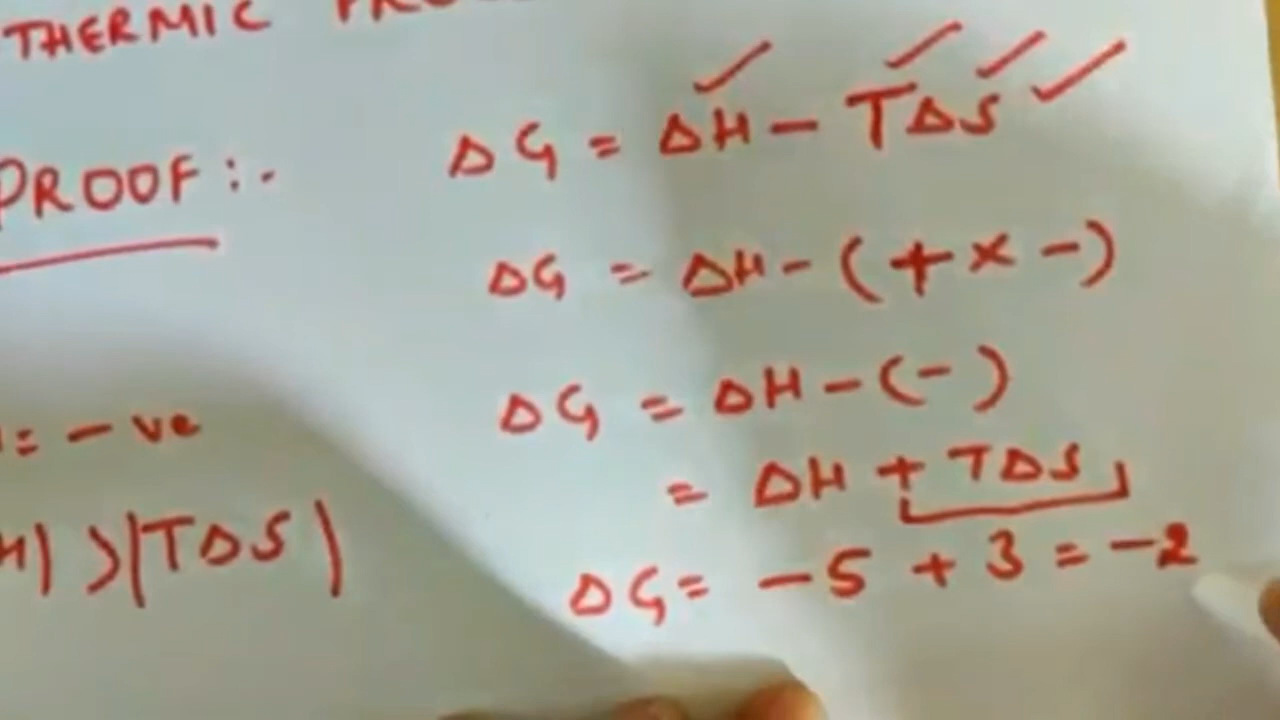 THERMIC
PROOF :-
= - ve
| > |TΔS|
ΔG = ΔH - TΔS
ΔG = ΔH - ( + × - )
ΔG = ΔH - ( - )
= ΔH + TΔS
ΔG = - 5 + 3 = - 2